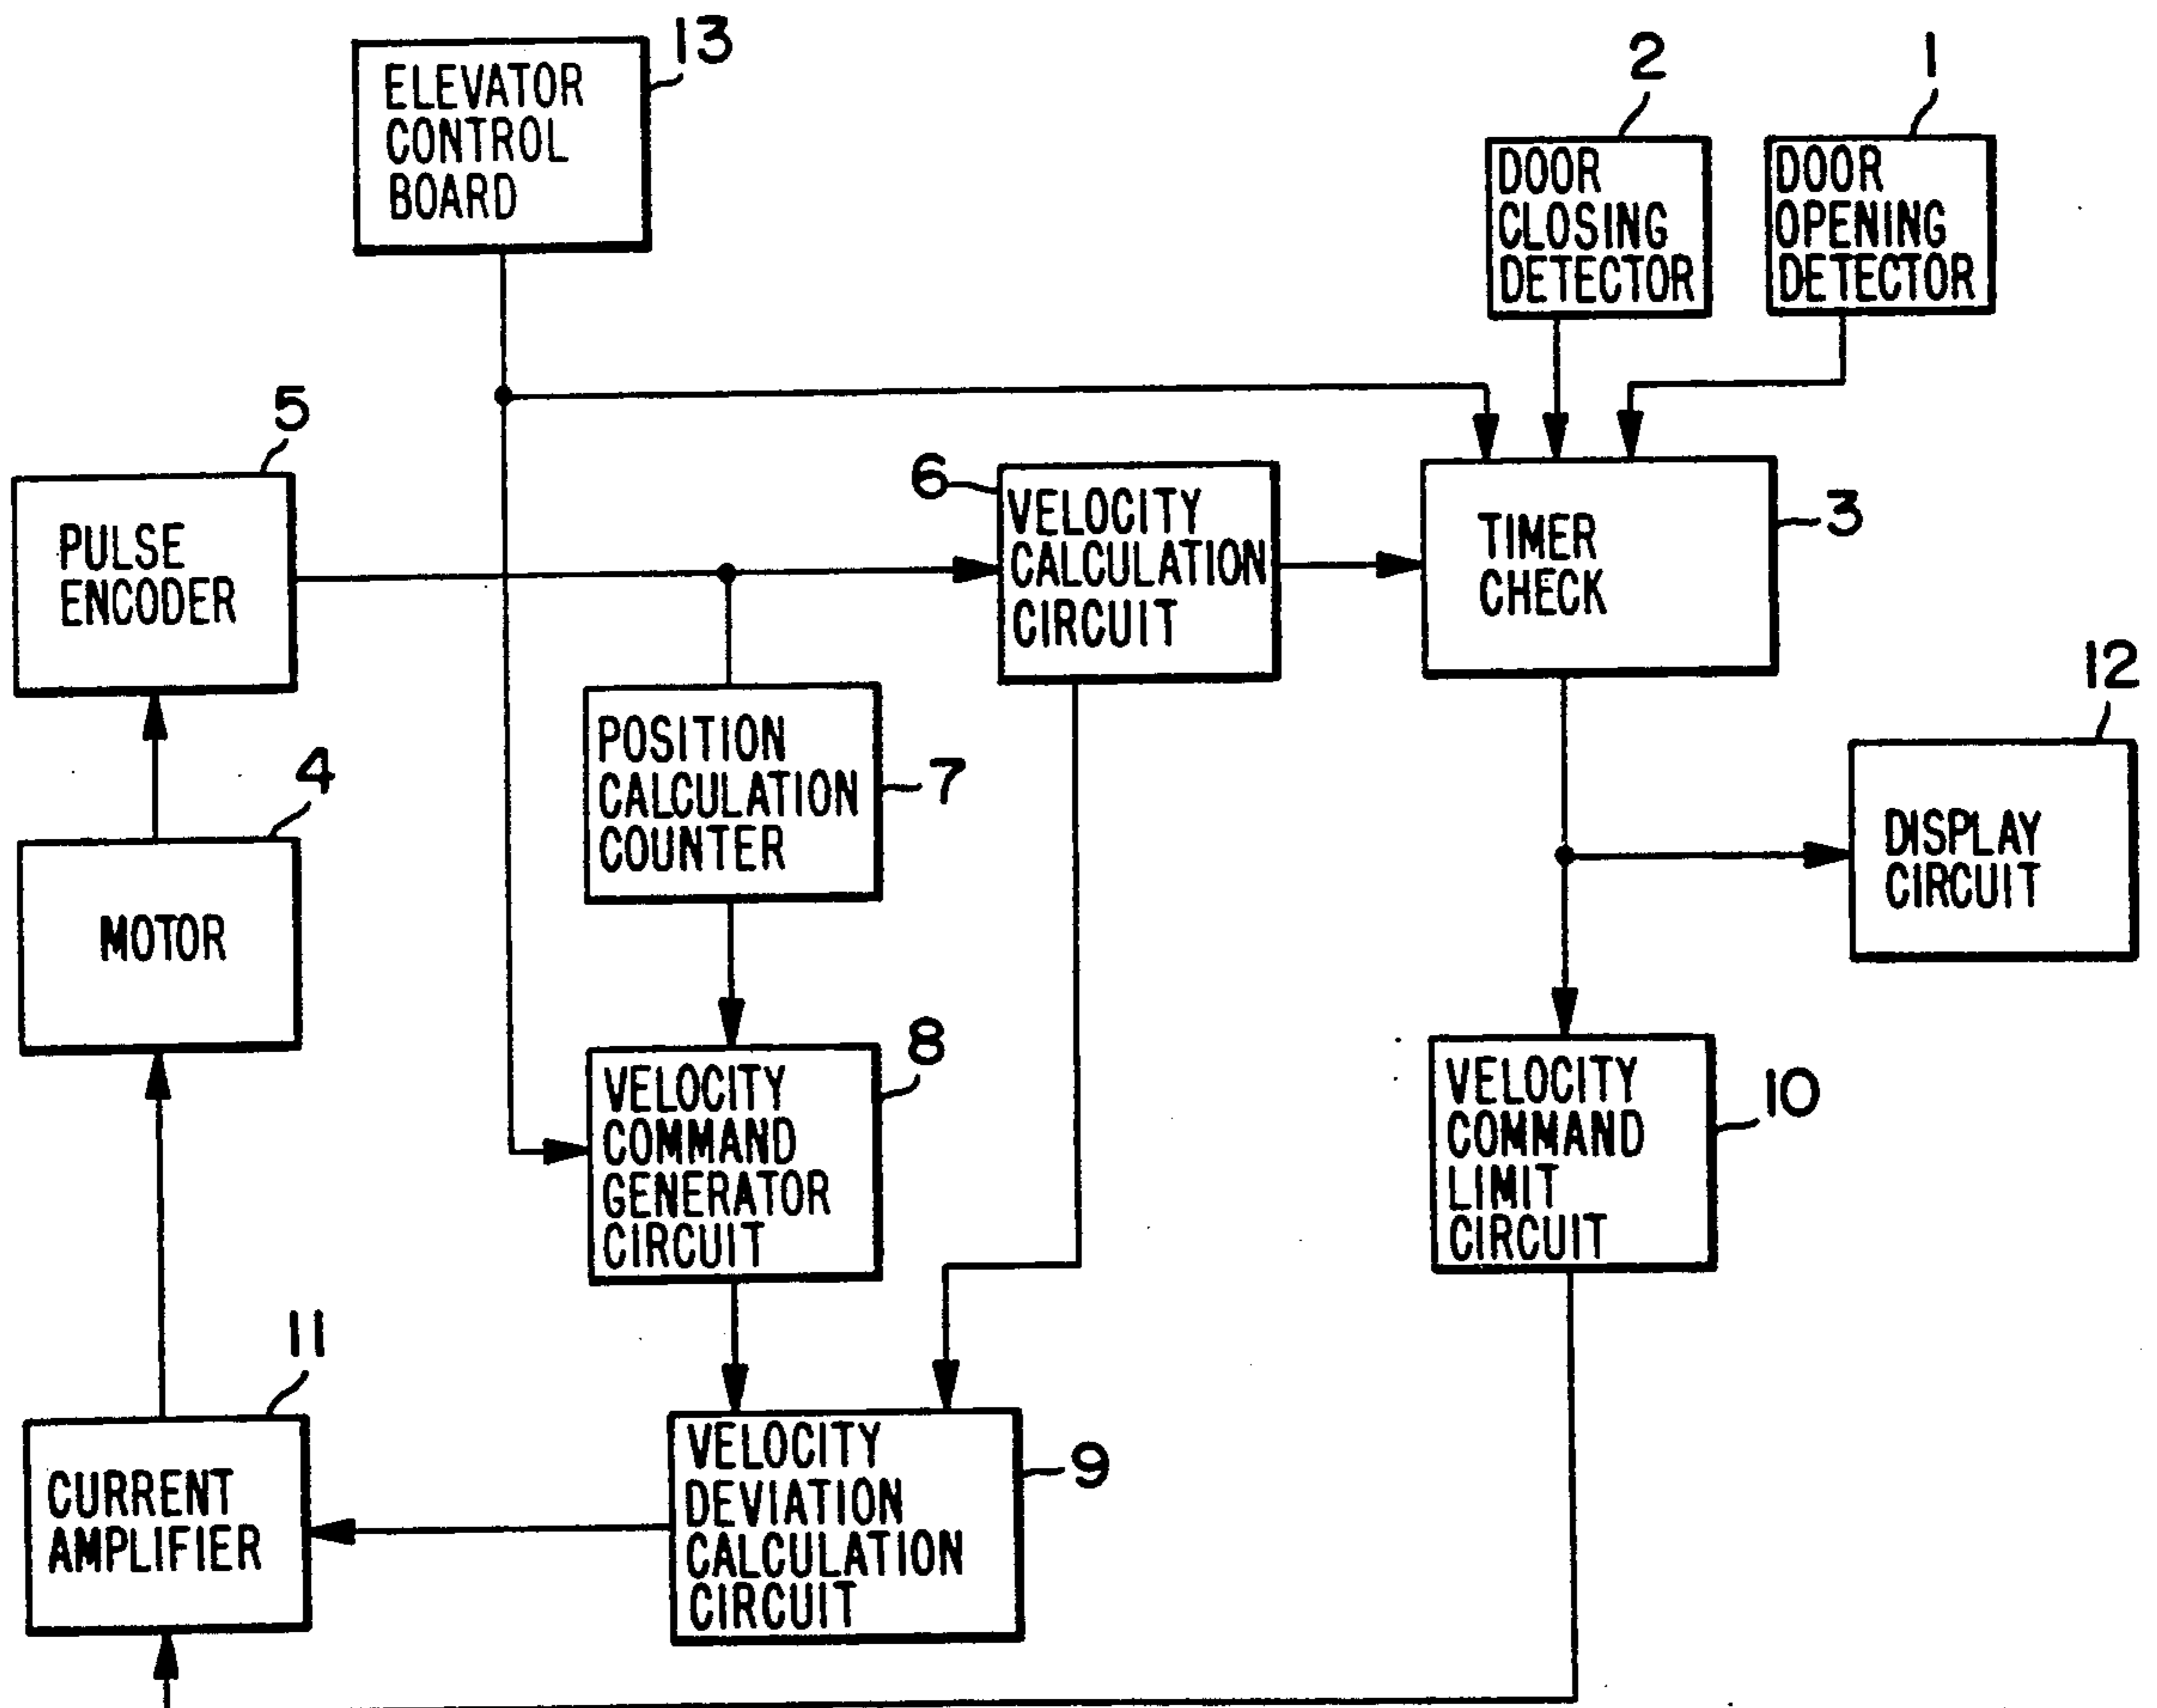 13
ELEVATOR
CONTROL
BOARD
2
DOOR
CLOSING
DETECTOR
1
DOOR
OPENING
DETECTOR
5
PULSE
ENCODER
6
VELOCITY
CALCULATION
CIRCUIT
TIMER
CHECK
3
4
MOTOR
POSITION
CALCULATION
COUNTER
7
12
DISPLAY
CIRCUIT
8
VELOCITY
COMMAND
GENERATOR
CIRCUIT
VELOCITY
COMMAND
LIMIT
CIRCUIT
10
11
CURRENT
AMPLIFIER
VELOCITY
DEVIATION
CALCULATION
CIRCUIT
9